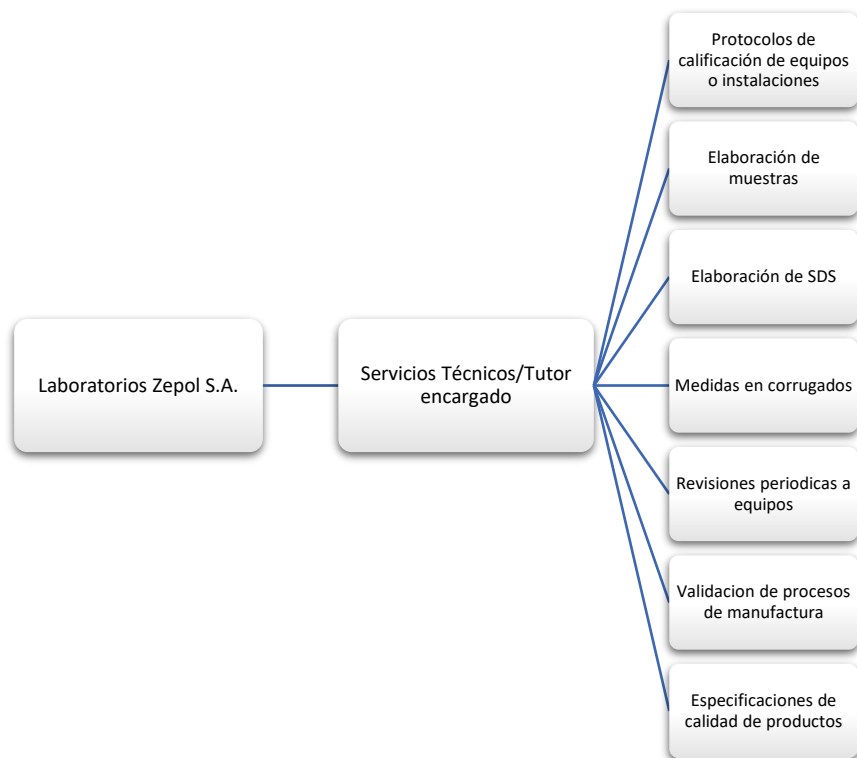 Laboratorios Zepol S.A.
Servicios Técnicos/Tutor
encargado
Protocolos de
calificación de equipos
o instalaciones
Elaboración de
muestras
Elaboración de SDS
Medidas en corrugados
Revisiones periodicas a
equipos
Validacion de procesos
de manufactura
Especificaciones de
calidad de productos